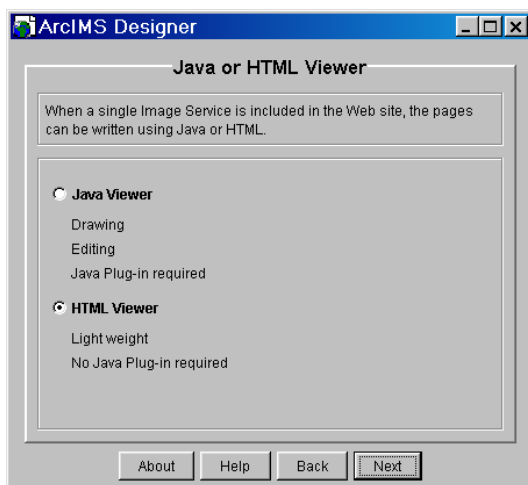 ArcIMS Designer
Java or HTML Viewer
When a single Image Service is included in the Web site, the pages
can be written using Java or HTML.
Java Viewer
Drawing
Editing
Java Plug-in required
HTML Viewer
Light weight
No Java Plug-in required
About Help Back Next